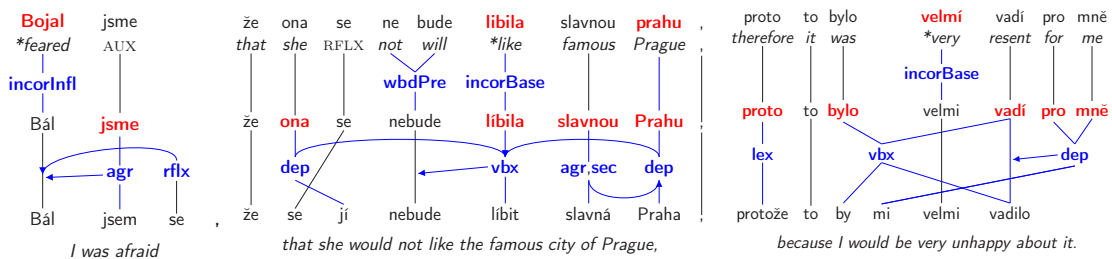 Bojal jsme že ona se ne bude libila slavnou prahu , proto to bylo velmí vadí pro mně
*feared AUX that she RFLX not will *like famous Prague , therefore it was *very resent for me
incorInfl wbdPre incorBase incorBase
Bál jsme že ona se nebude líbila slavnou Prahu , proto to bylo velmi vadí pro mně
agr rflx dep vbx agr,sec dep lex vbx dep
Bál jsem se , že se jí nebude líbit slavná Praha , protože to by mi velmi vadilo
I was afraid that she would not like the famous city of Prague, because I would be very unhappy about it.